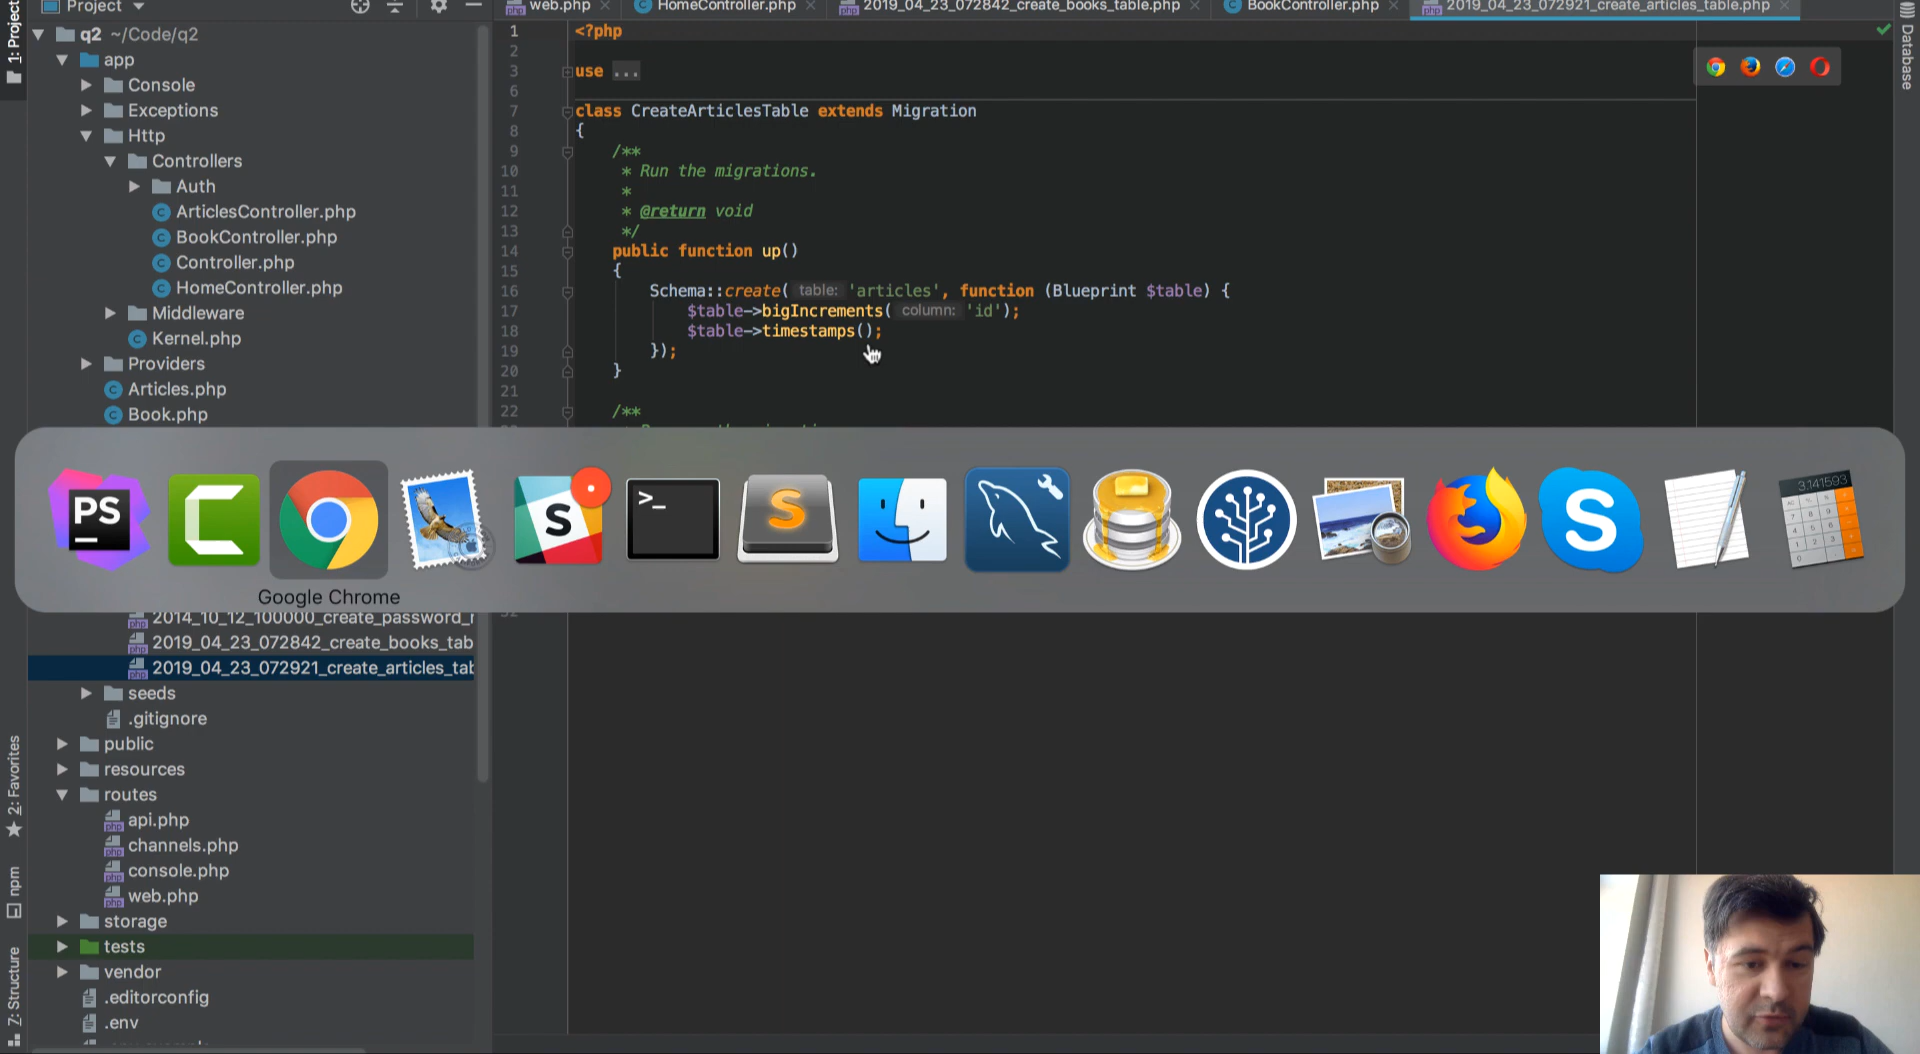 Project
web.php
HomeController.php
2019_04_23_072842_create_books_table.php
BookController.php
2019_04_23_072921_create_articles_table.php
1: Project
q2 ~/Code/q2
app
Console
Exceptions
Http
Controllers
Auth
ArticlesController.php
BookController.php
Controller.php
HomeController.php
Middleware
Kernel.php
Providers
Articles.php
Book.php
1 <?php
2
3 use ...
6
7 class CreateArticlesTable extends Migration
8 {
9 /**
10 * Run the migrations.
11 *
12 * @return void
13 */
14 public function up()
15 {
16 Schema::create( table: 'articles', function (Blueprint $table) {
17 $table->bigIncrements( column: 'id');
18 $table->timestamps();
19 });
20 }
21
22 /**
Database
PS
S
>_
S
S
3.141593
Google Chrome
2014_10_12_100000_create_password_r
2019_04_23_072842_create_books_tab
2019_04_23_072921_create_articles_tab
seeds
.gitignore
public
resources
routes
api.php
channels.php
console.php
web.php
storage
tests
vendor
.editorconfig
.env
2: Favorites
npm
Z: Structure